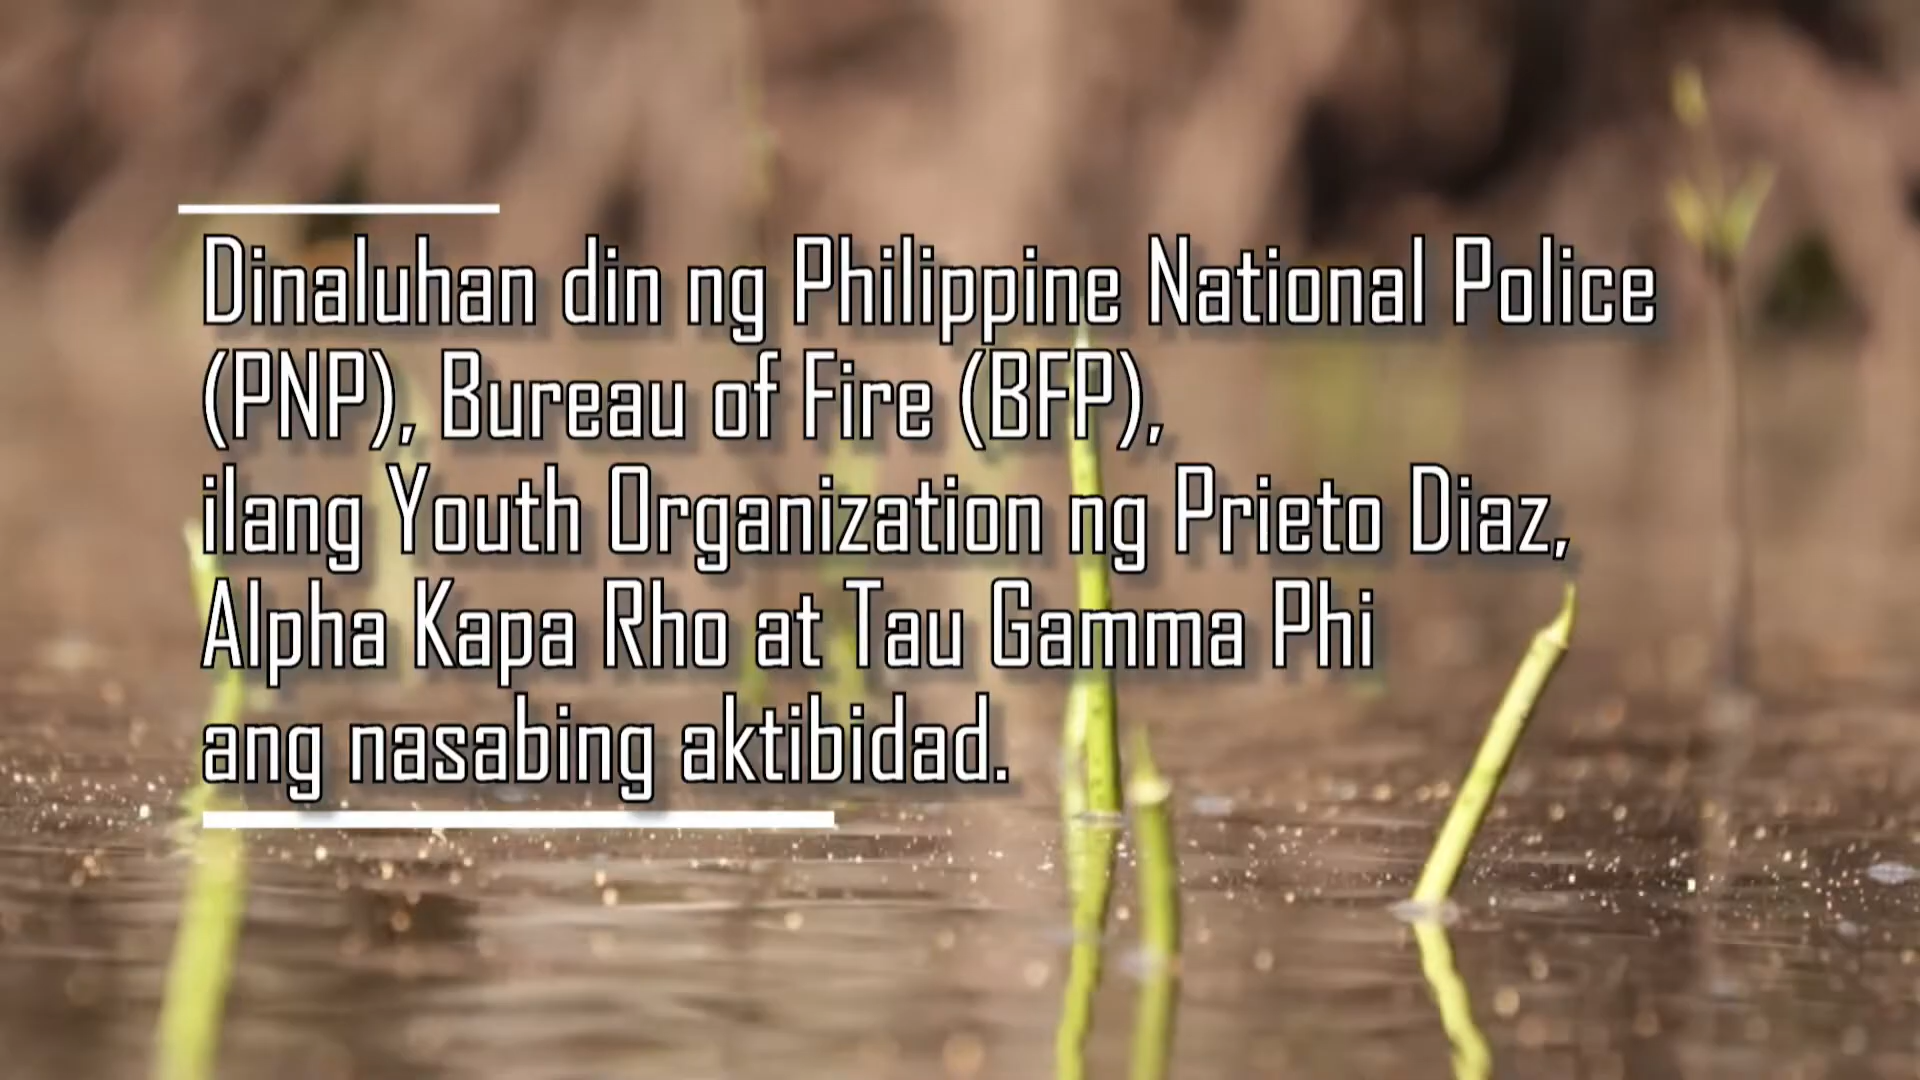 Dinaluhan din ng Philippine National Police
(PNP), Bureau of Fire (BFP),
ilang Youth Organization ng Prieto Diaz,
Alpha Kapa Rho at Tau Gamma Phi
ang nasabing aktibidad.